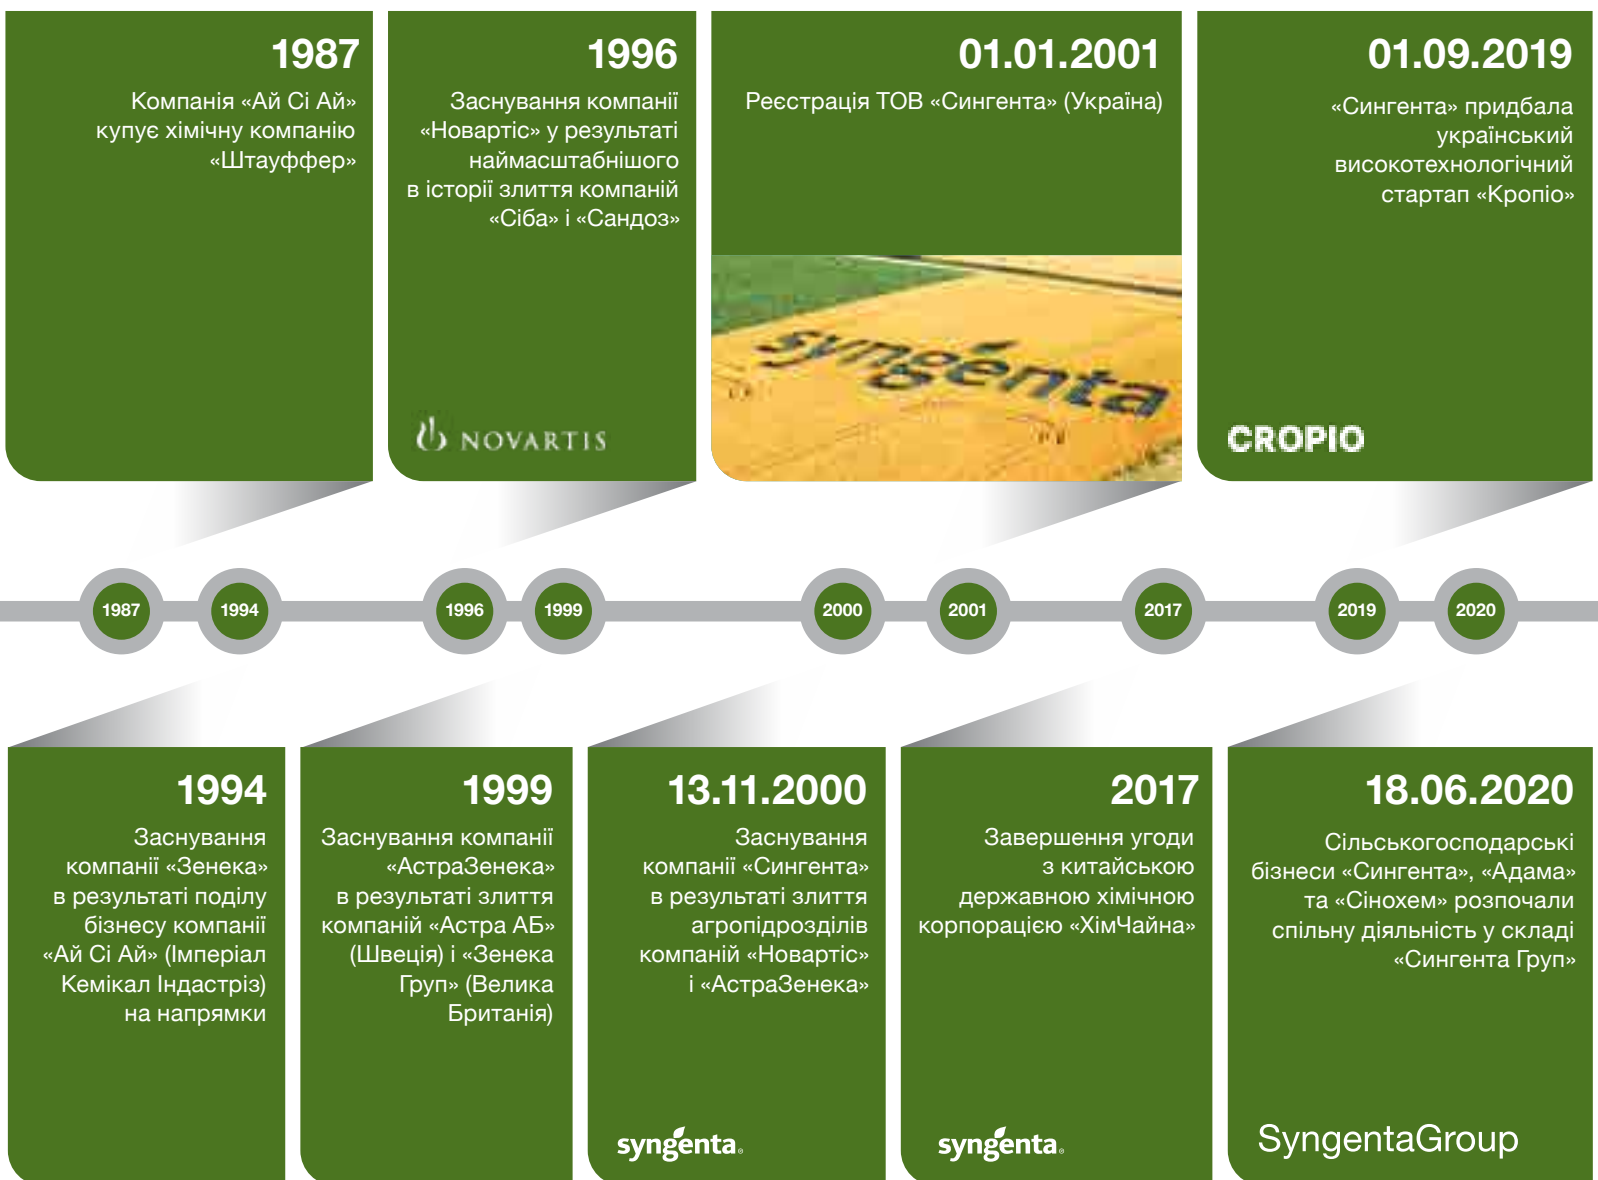 1987
Компанія «Ай Сі Ай»
купує хімічну компанію
«Штауффер»
1996
Заснування компанії
«Новартіс» у результаті
наймасштабнішого
в історії злиття компаній
«Сіба» і «Сандоз»
NOVARTIS
01.01.2001
Реєстрація ТОВ «Сингента» (Україна)
syngenta
01.09.2019
«Сингента» придбала
український
високотехнологічний
стартап «Кропіо»
CROPIO
1987
1994
1996
1999
2000
2001
2017
2019
2020
1994
Заснування
компанії «Зенека»
в результаті поділу
бізнесу компанії
«Ай Сі Ай» (Імперіал
Кемікал Індастріз)
на напрямки
1999
Заснування компанії
«АстраЗенека»
в результаті злиття
компаній «Астра АБ»
(Швеція) і «Зенека
Груп» (Велика
Британія)
13.11.2000
Заснування
компанії «Сингента»
в результаті злиття
агропідрозділів
компаній «Новартіс»
і «АстраЗенека»
syngenta®
2017
Завершення угоди
з китайською
державною хімічною
корпорацією «ХімЧайна»
syngenta®
18.06.2020
Сільськогосподарські
бізнеси «Сингента», «Адама»
та «Сінохем» розпочали
спільну діяльність у складі
«Сингента Груп»
SyngentaGroup